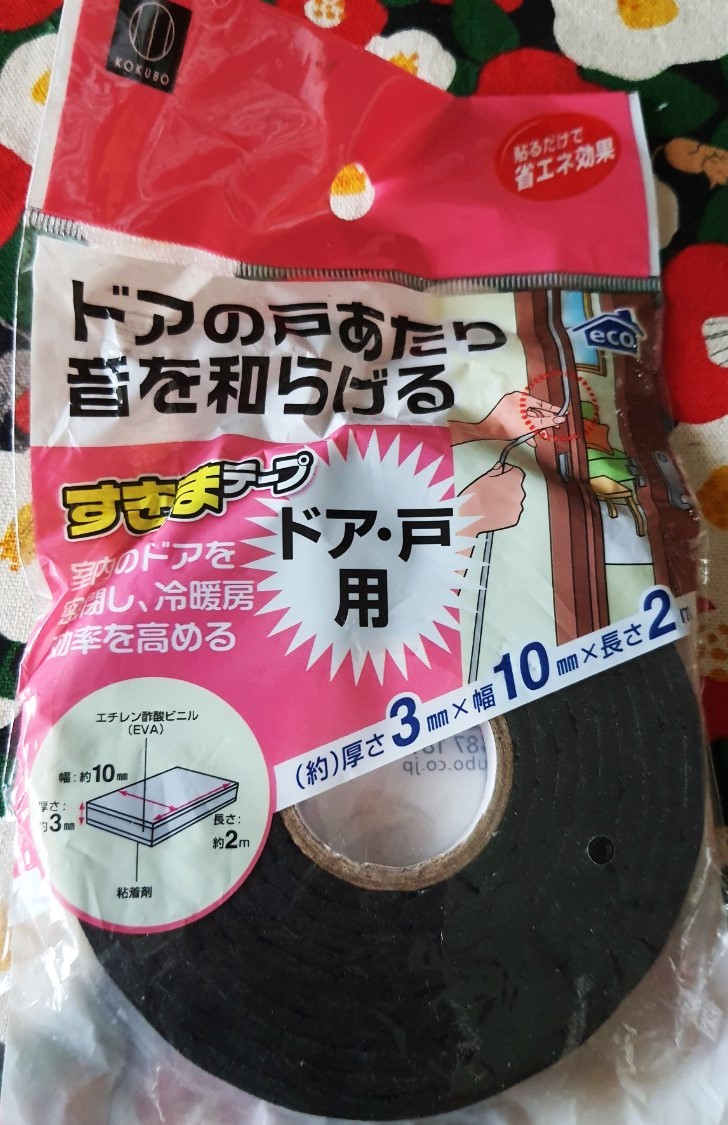 KOKUBO
貼るだけで
省エネ効果
ドアの戸あたり
音を和らげる
eco
すきまテープ
ドア・戸
用
室内のドアを
密閉し、冷暖房
効率を高める
(約)厚さ3mm×幅10mm×長さ2m
エチレン酢酸ビニル
(EVA)
幅:約10mm
厚さ:
約3mm
長さ:
約2m
粘着剤